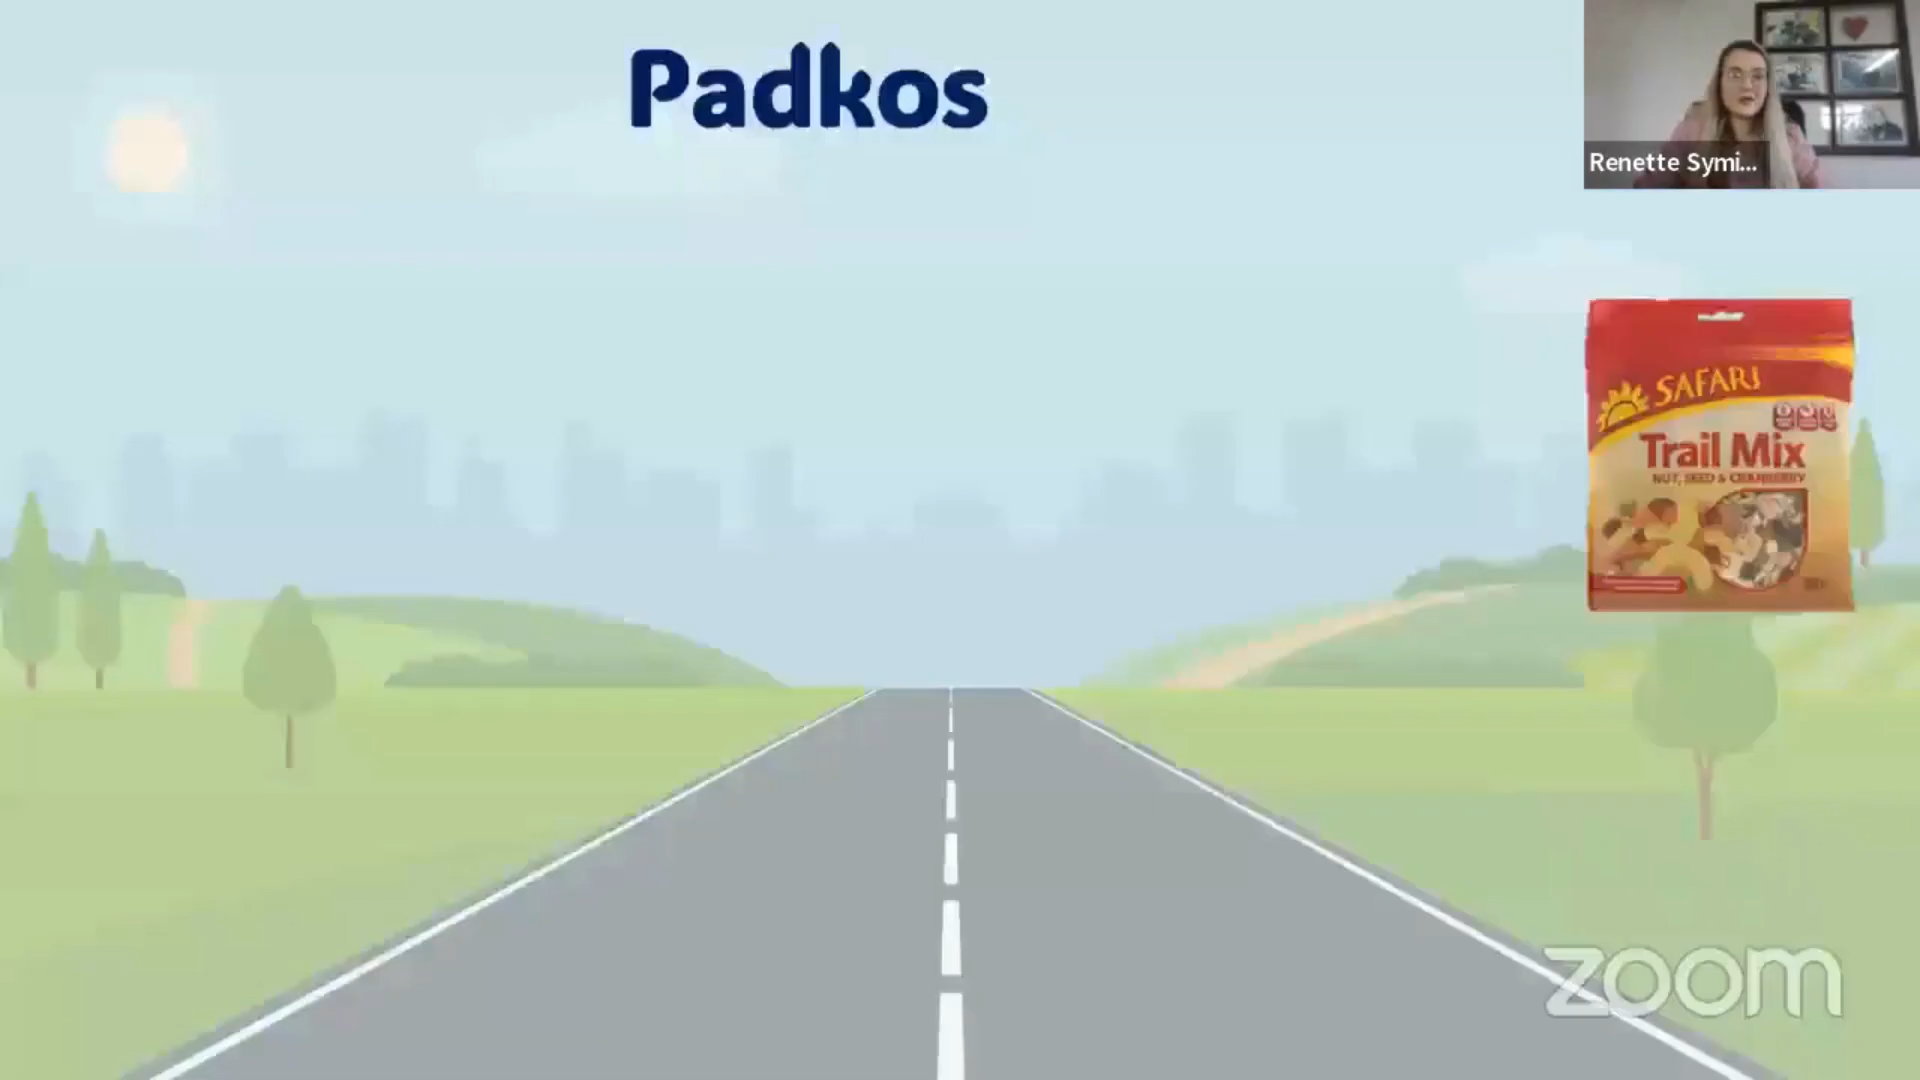 Padkos
Renette Symi...
SAFARI
Trail Mix
NUT, SEED & CRANBERRY
zoom